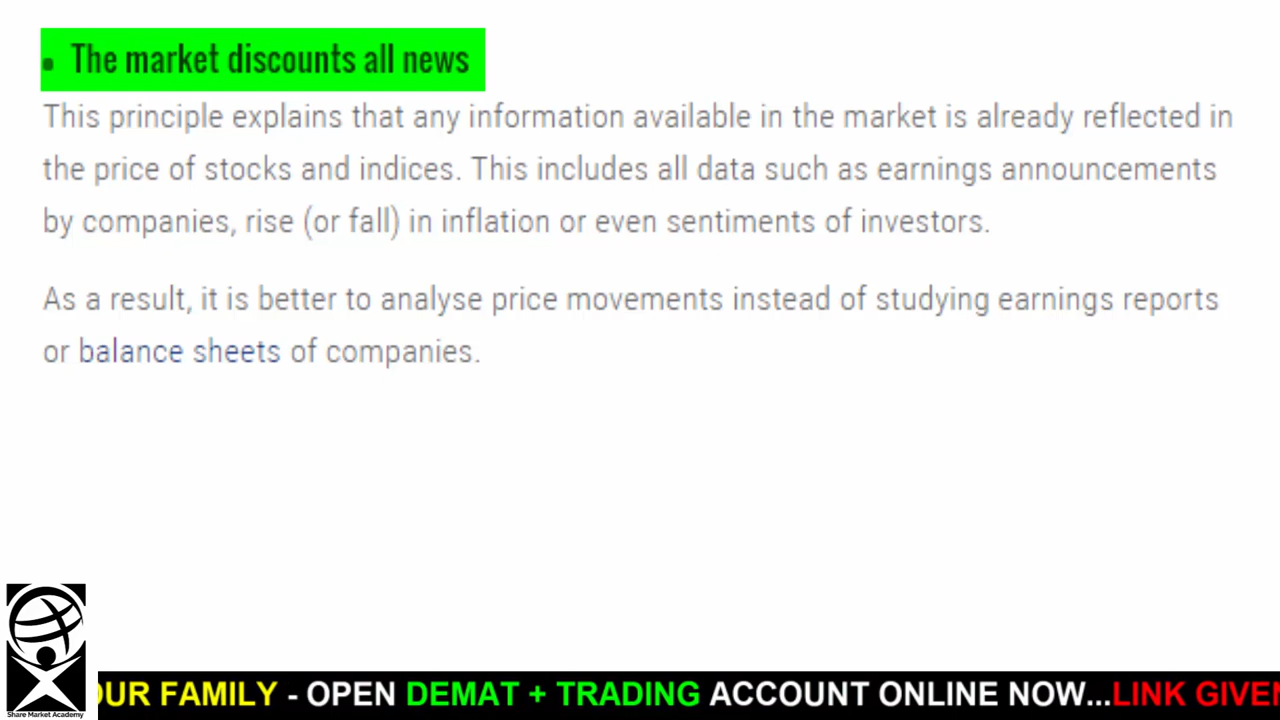 ▪ The market discounts all news
This principle explains that any information available in the market is already reflected in
the price of stocks and indices. This includes all data such as earnings announcements
by companies, rise (or fall) in inflation or even sentiments of investors.
As a result, it is better to analyse price movements instead of studying earnings reports
or balance sheets of companies.
Share Market Academy
OUR FAMILY - OPEN DEMAT + TRADING ACCOUNT ONLINE NOW...LINK GIVEN